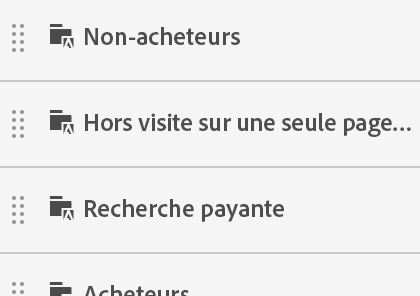 Non-acheteurs
Hors visite sur une seule page...
Recherche payante
Acheteurs